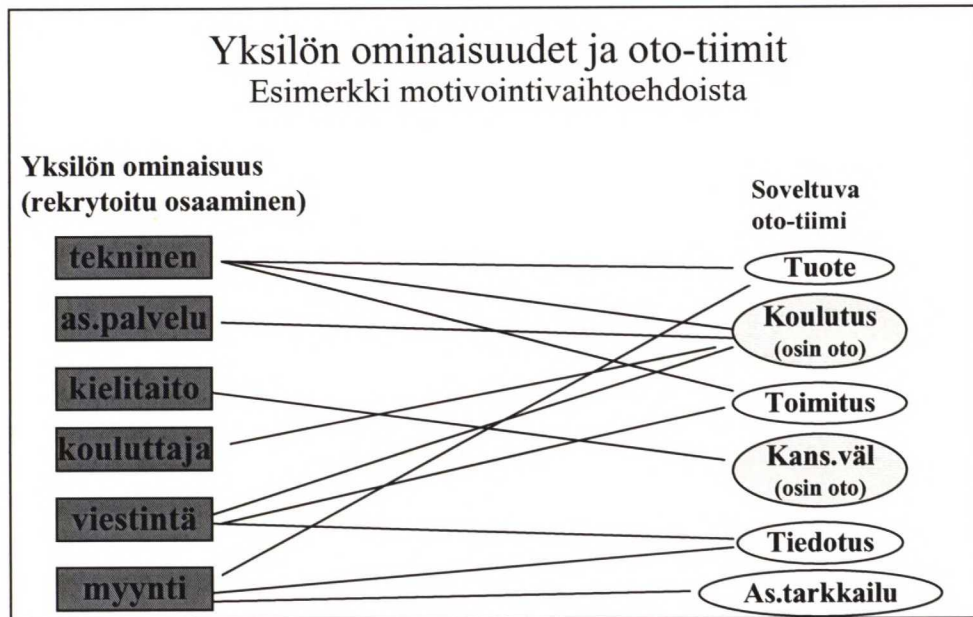 Yksilön ominaisuudet ja oto-tiimit
Esimerkki motivointivaihtoehdoista
Yksilön ominaisuus
(rekrytoitu osaaminen)
tekninen
as.palvelu
kielitaito
kouluttaja
viestintä
myynti
Soveltuva
oto-tiimi
Tuote
Koulutus
(osin oto)
Toimitus
Kans.väl
(osin oto)
Tiedotus
As.tarkkailu